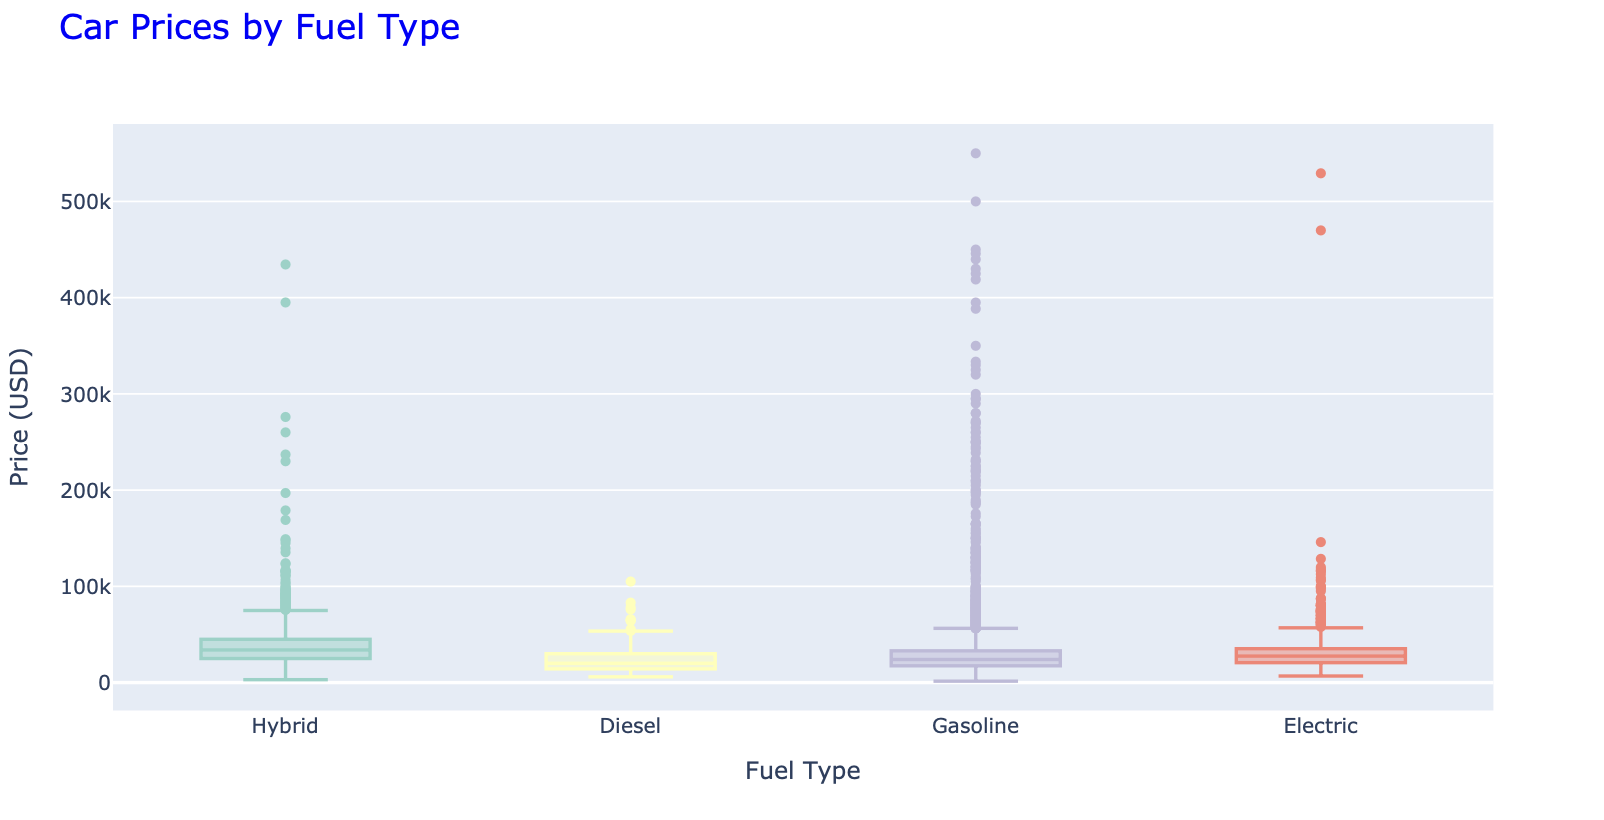 Car Prices by Fuel Type
500k
400k
300k
200k
100k
0
Price (USD)
Hybrid
Diesel
Gasoline
Electric
Fuel Type